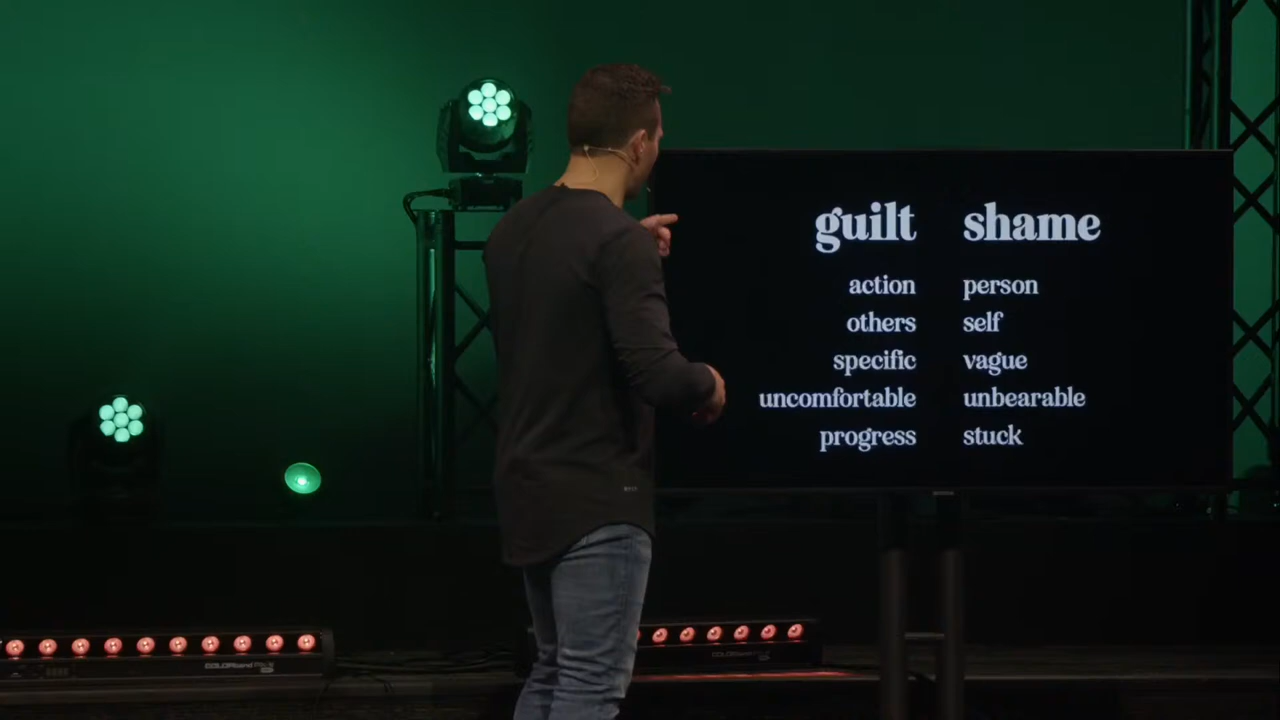 guilt shame
action person
others self
specific vague
uncomfortable unbearable
progress stuck